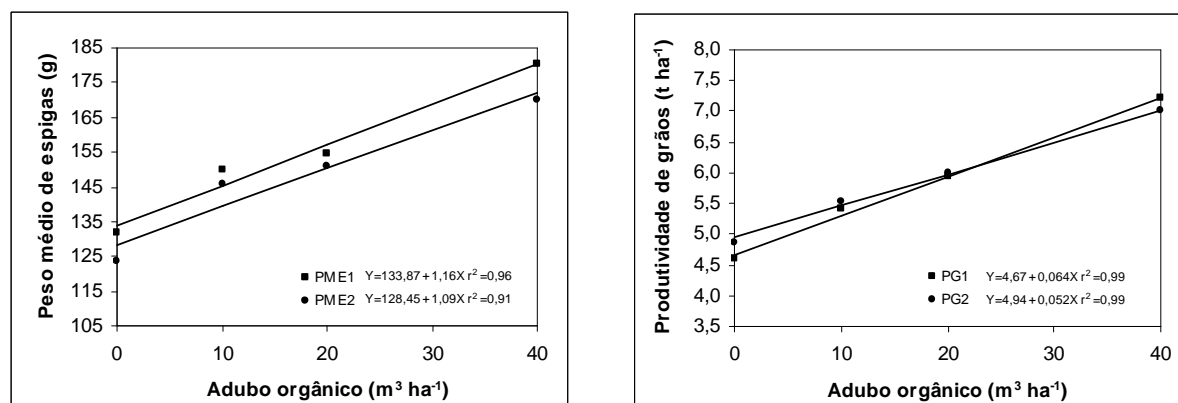 Peso médio de espigas (g)
185
175
165
155
145
135
125
115
105
PME1 Y=133,87+1,16X r²=0,96
PME2 Y=128,45+1,09X r²=0,91
0 10 20 30 40
Adubo orgânico (m³ ha⁻¹)
Produtividade de grãos (t ha⁻¹)
8,0
7,5
7,0
6,5
6,0
5,5
5,0
4,5
4,0
3,5
PG1 Y=4,67+0,064X r²=0,99
PG2 Y=4,94+0,052X r²=0,99
0 10 20 30 40
Adubo orgânico (m³ ha⁻¹)